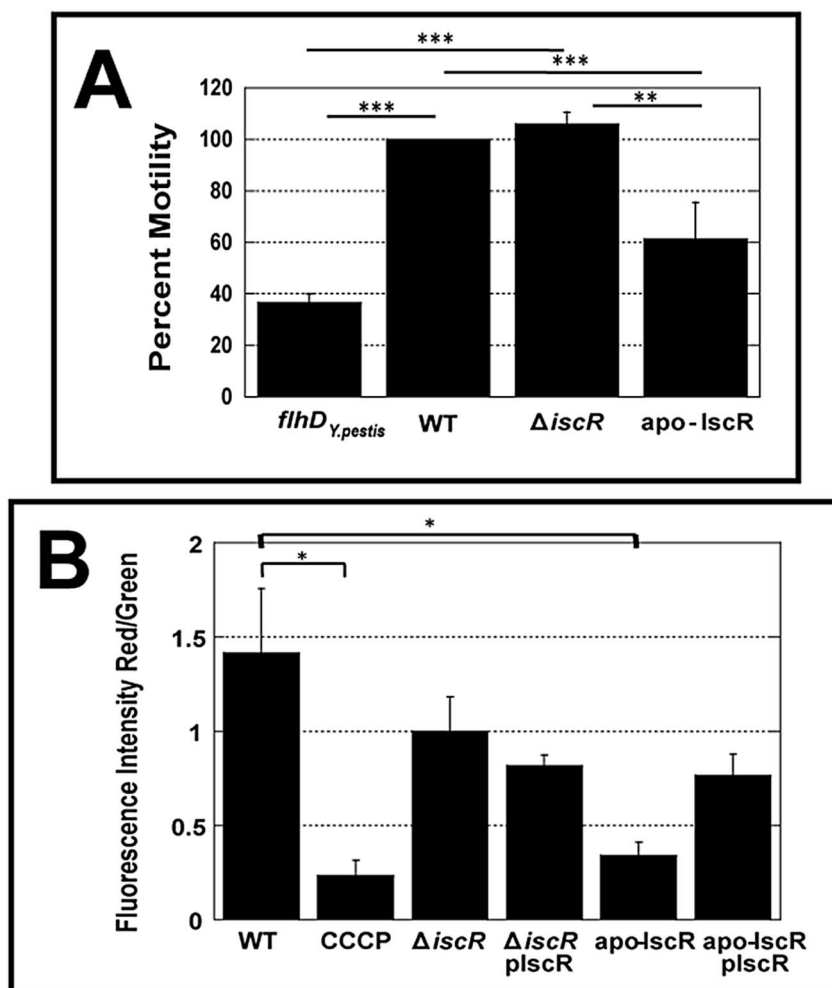 A
***
***
***
**
Percent Motility
120
100
80
60
40
20
0
flhD Y.pestis
WT
ΔiscR
apo-IscR
B
*
*
Fluorescence Intensity Red/Green
2
1.5
1
0.5
0
WT
CCCP
ΔiscR
ΔiscR
pIscR
apo-IscR
apo-IscR
pIscR